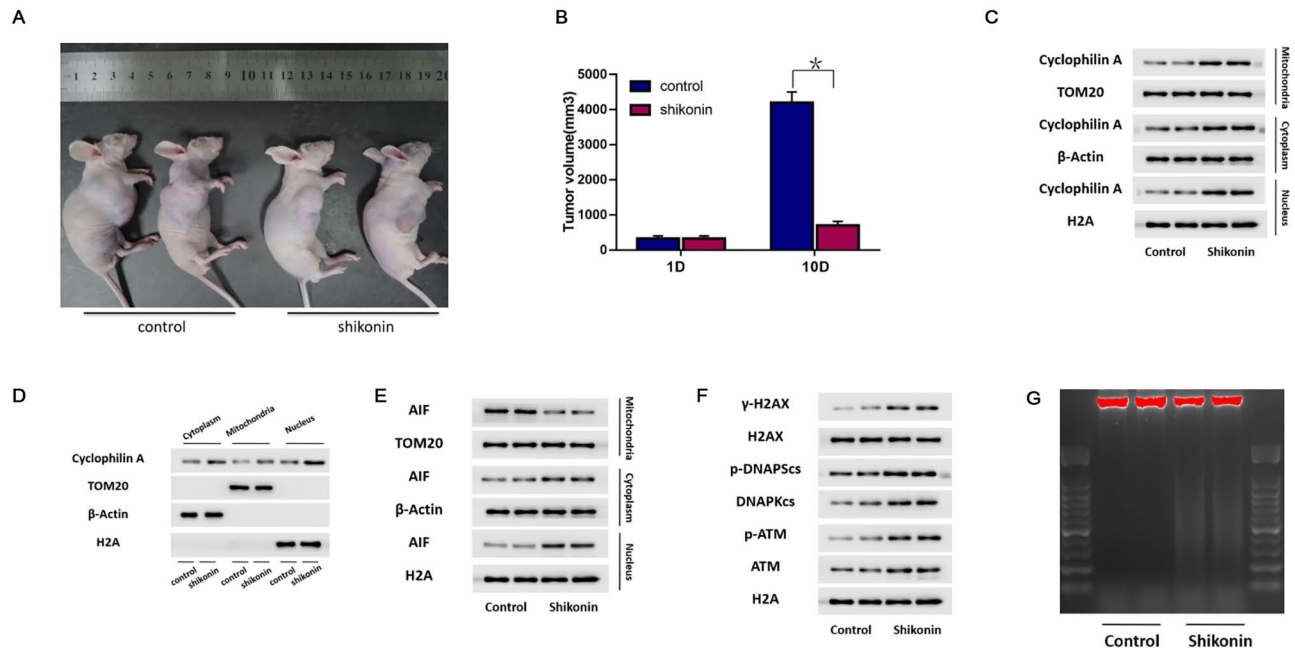 A
1 2 3 4 5 6 7 8 9 10 11 12 13 14 15 16 17 18 19 20
control
shikonin
B
Tumor volume(mm3)
5000
4000
3000
2000
1000
0
control
shikonin
*
1D
10D
C
Cyclophilin A
TOM20
Mitochondria
Cyclophilin A
β-Actin
Cytoplasm
Cyclophilin A
H2A
Nucleus
Control Shikonin
D
Cytoplasm Mitochondria Nucleus
Cyclophilin A
TOM20
β-Actin
H2A
control shikonin control shikonin control shikonin
E
AIF
TOM20
Mitochondria
AIF
β-Actin
Cytoplasm
AIF
H2A
Nucleus
Control Shikonin
F
γ-H2AX
H2AX
p-DNAPScs
DNAPKcs
p-ATM
ATM
H2A
Control Shikonin
G
Control Shikonin